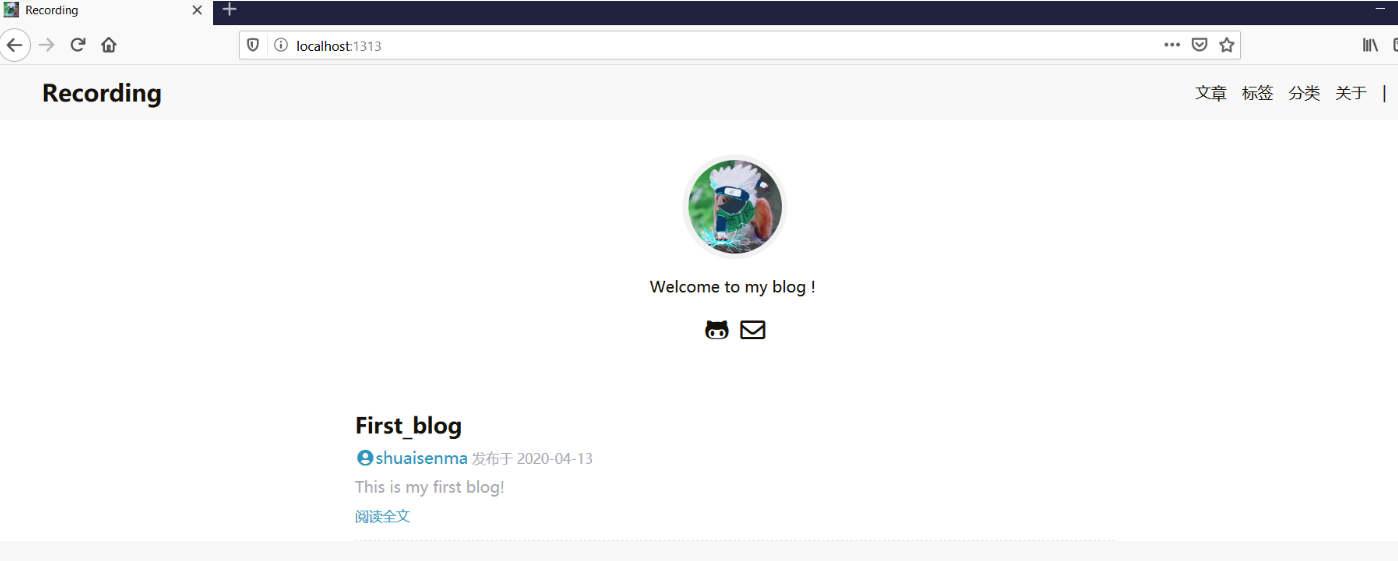 Recording
localhost:1313
Recording
文章 标签 分类 关于 |
Welcome to my blog !
First_blog
shuaisenma 发布于 2020-04-13
This is my first blog!
阅读全文